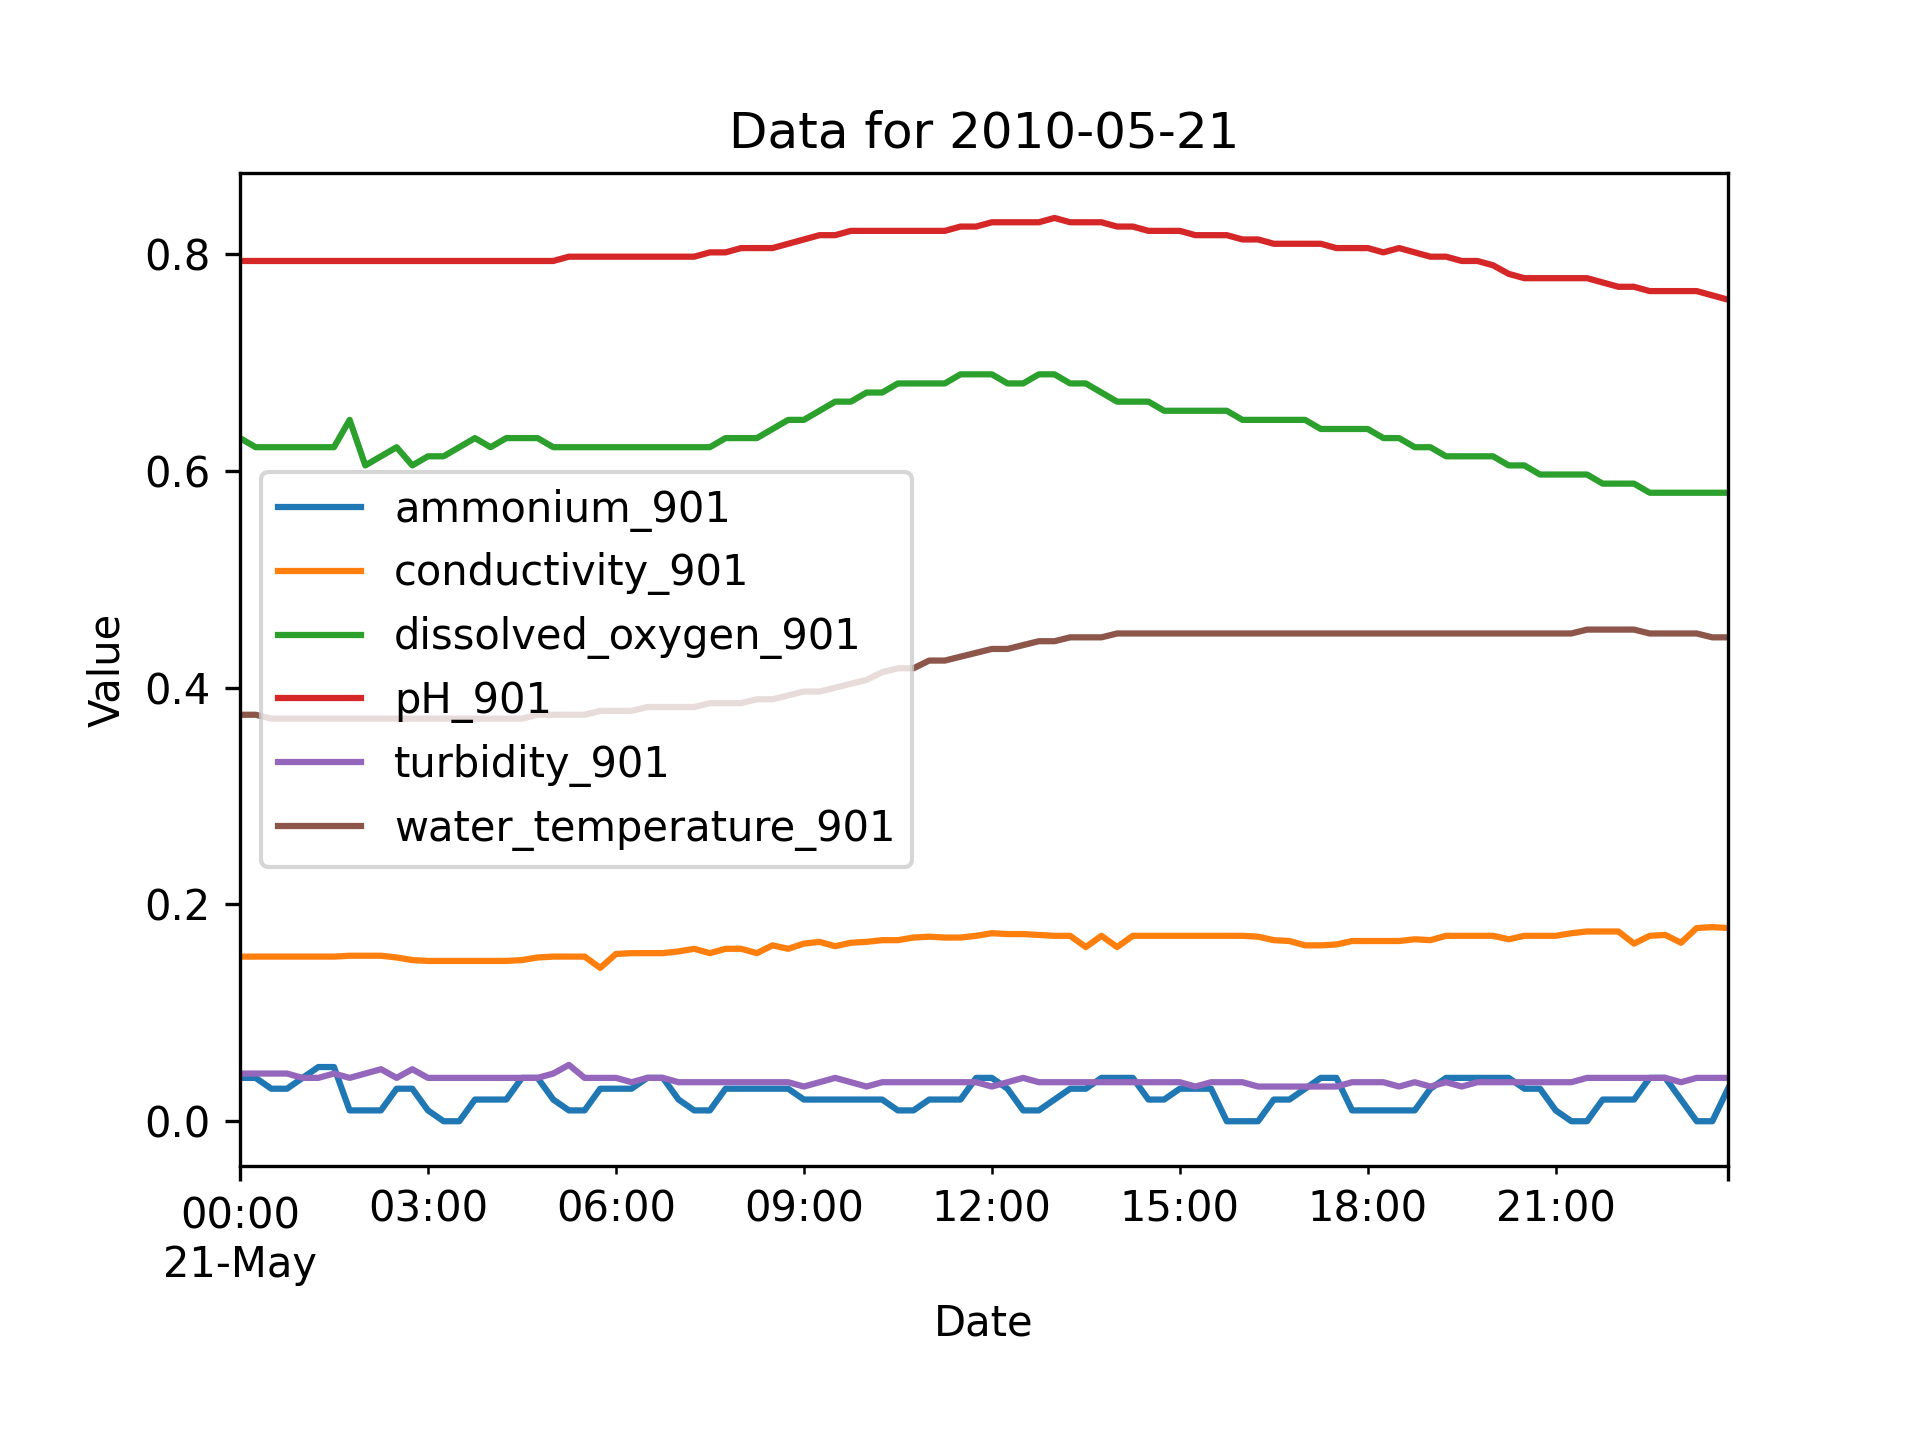 Data for 2010-05-21
Value
0.8
0.6
0.4
0.2
0.0
ammonium_901
conductivity_901
dissolved_oxygen_901
pH_901
turbidity_901
water_temperature_901
00:00 03:00 06:00 09:00 12:00 15:00 18:00 21:00
21-May
Date